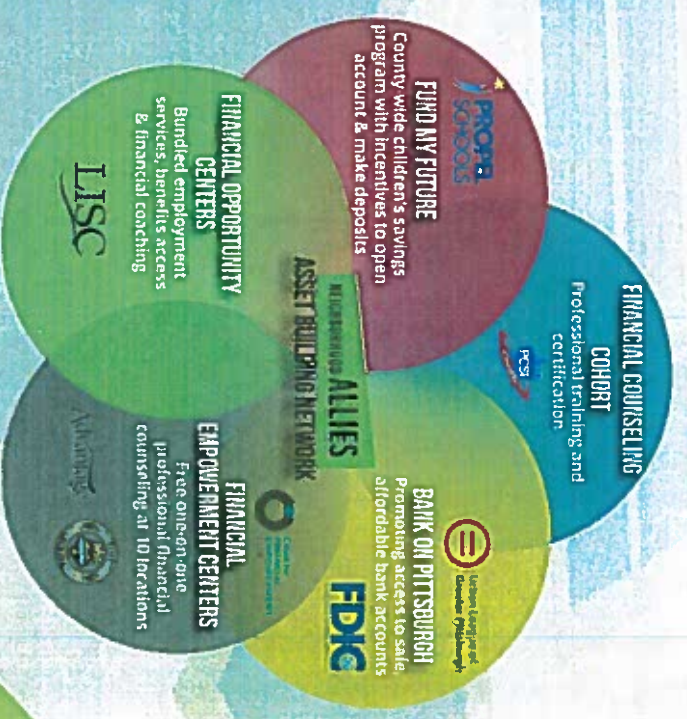 FINANCIAL COUNSELING
COHORT
Professional training and
certification
PCSI
PROPEL
SCHOOLS
FUND MY FUTURE
County wide children's savings
program with incentives to open
account & make deposits
Urban League of
Greater Pittsburgh
BANK ON PITTSBURGH
Promoting access to safe,
affordable bank accounts
FDIC
NEIGHBORHOOD ALLIES
ASSET BUILDING NETWORK
FINANCIAL OPPORTUNITY
CENTERS
Bundled employment
services, benefits access
& financial coaching
LISC
FINANCIAL
EMPOWERMENT CENTERS
Free one-on-one
professional financial
counseling at 10 locations
Advantage